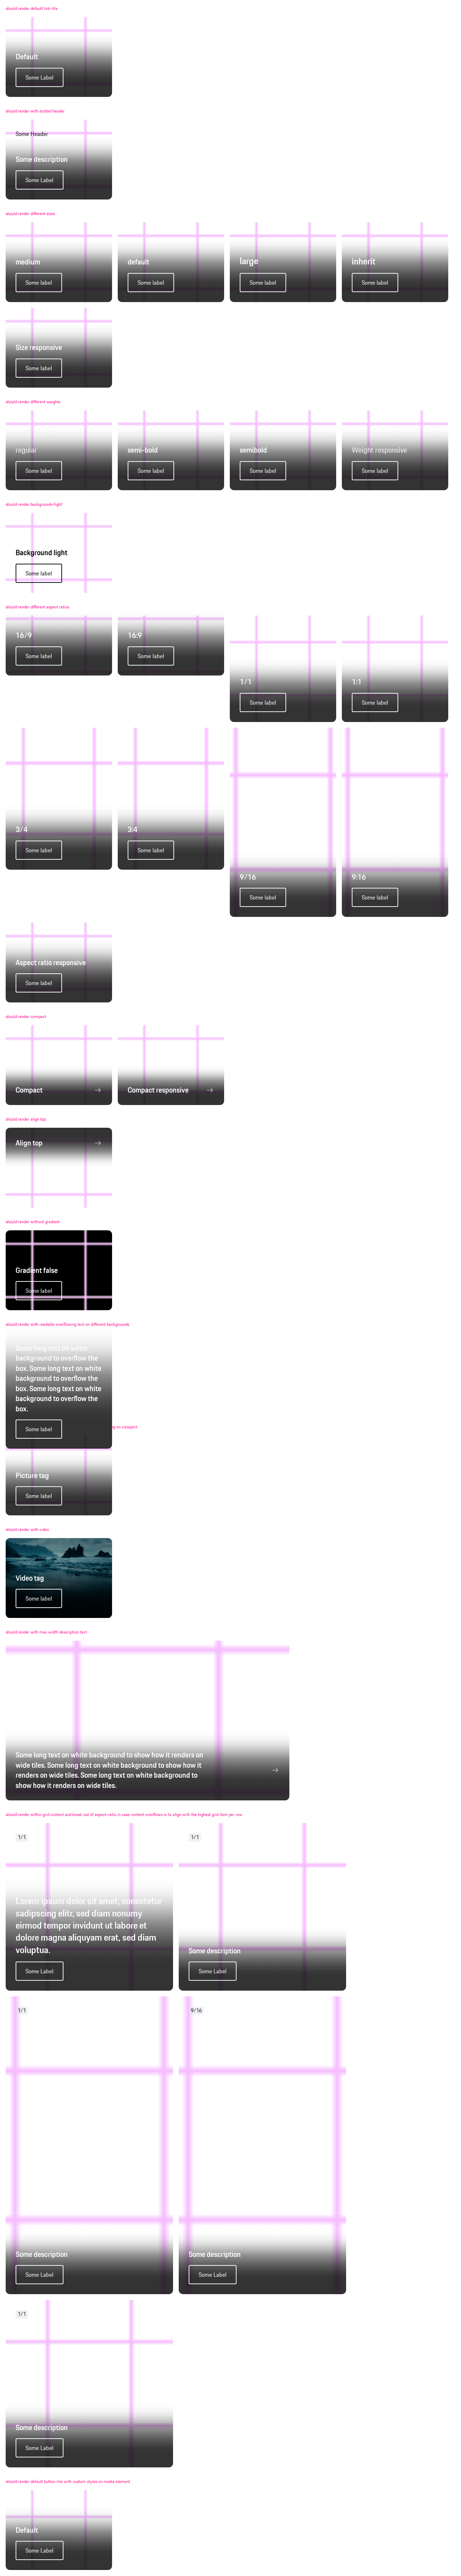 should render default link-tile
Default
Some Label
should render with slotted header
Some Header
Some description
Some Label
should render different sizes
medium
Some label
default
Some label
large
Some label
inherit
Some label
Size responsive
Some label
should render different weights
regular
Some label
semi-bold
Some label
semibold
Some label
Weight responsive
Some label
should render background='light'
Background light
Some label
should render different aspect ratios
16/9
Some label
16:9
Some label
1/1
Some label
1:1
Some label
3/4
Some label
3:4
Some label
9/16
Some label
9:16
Some label
Aspect ratio responsive
Some label
should render compact
Compact
Compact responsive
should render align top
Align top
should render without gradient
Gradient false
Some label
should render with readable overflowing text on different backgrounds
Some long text on white
background to overflow the
box. Some long text on white
background to overflow the
box. Some long text on white
background to overflow the
box.
Some label
on viewport
Picture tag
Some label
should render with video
Video tag
Some label
should render with max-width description text
Some long text on white background to show how it renders on
wide tiles. Some long text on white background to show how it
renders on wide tiles. Some long text on white background to
show how it renders on wide tiles.
should render within grid context and break out of aspect-ratio in case content overflows or to align with the highest grid item per row
1/1
Lorem ipsum dolor sit amet, consetetur
sadipscing elitr, sed diam nonumy
eirmod tempor invidunt ut labore et
dolore magna aliquyam erat, sed diam
voluptua.
Some Label
1/1
Some description
Some Label
1/1
Some description
Some Label
9/16
Some description
Some Label
1/1
Some description
Some Label
should render default button-tile with custom styles on media element
Default
Some Label